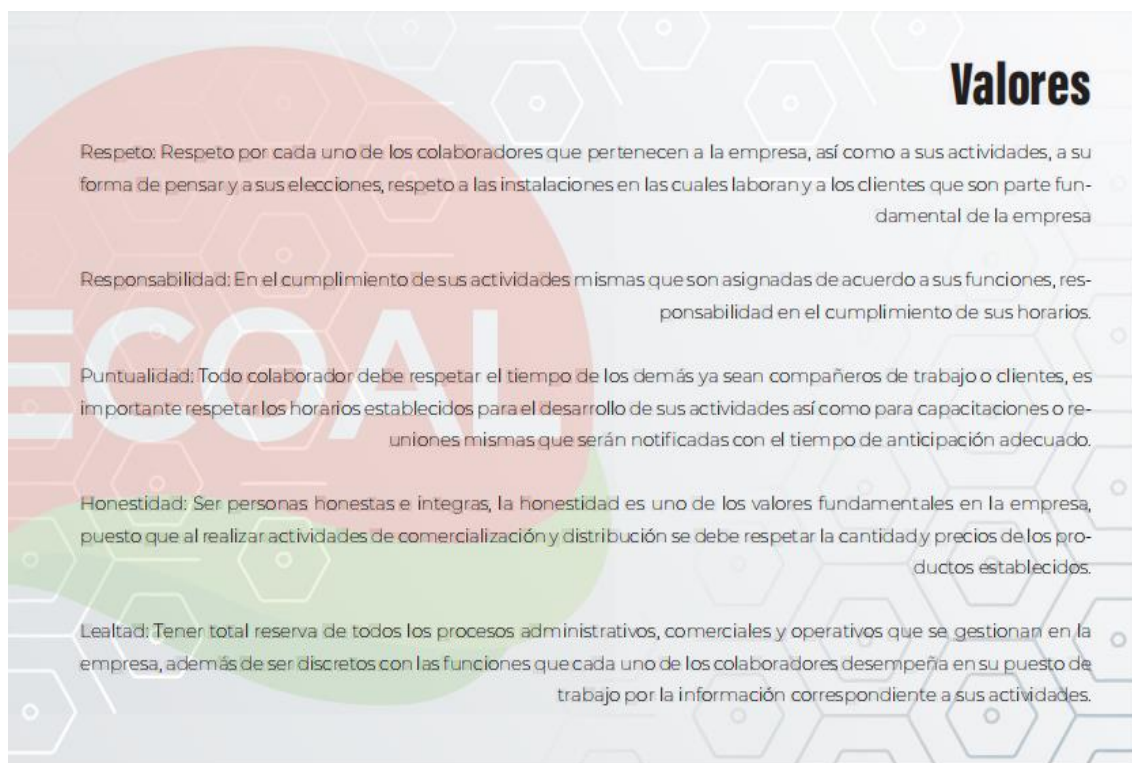 Valores
Respeto: Respeto por cada uno de los colaboradores que pertenecen a la empresa, así como a sus actividades, a su
forma de pensar y a sus elecciones, respeto a las instalaciones en las cuales laboran y a los clientes que son parte fun-
damental de la empresa
Responsabilidad: En el cumplimiento de sus actividades mismas que son asignadas de acuerdo a sus funciones, res-
ponsabilidad en el cumplimiento de sus horarios.
ECOAL
Puntualidad: Todo colaborador debe respetar el tiempo de los demás ya sean compañeros de trabajo o clientes, es
importante respetar los horarios establecidos para el desarrollo de sus actividades así como para capacitaciones o re-
uniones mismas que serán notificadas con el tiempo de anticipación adecuado.
Honestidad: Ser personas honestas e integras, la honestidad es uno de los valores fundamentales en la empresa,
puesto que al realizar actividades de comercialización y distribución se debe respetar la cantidad y precios de los pro-
ductos establecidos.
Lealtad: Tener total reserva de todos los procesos administrativos, comerciales y operativos que se gestionan en la
empresa, además de ser discretos con las funciones que cada uno de los colaboradores desempeña en su puesto de
trabajo por la información correspondiente a sus actividades.